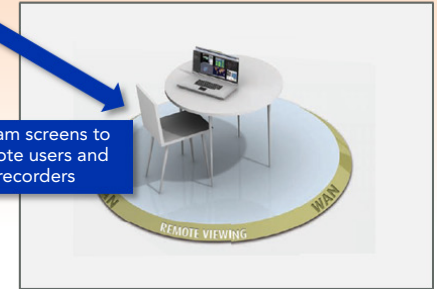 am screens to
ote users and
recorders
REMOTE VIEWING
WAN